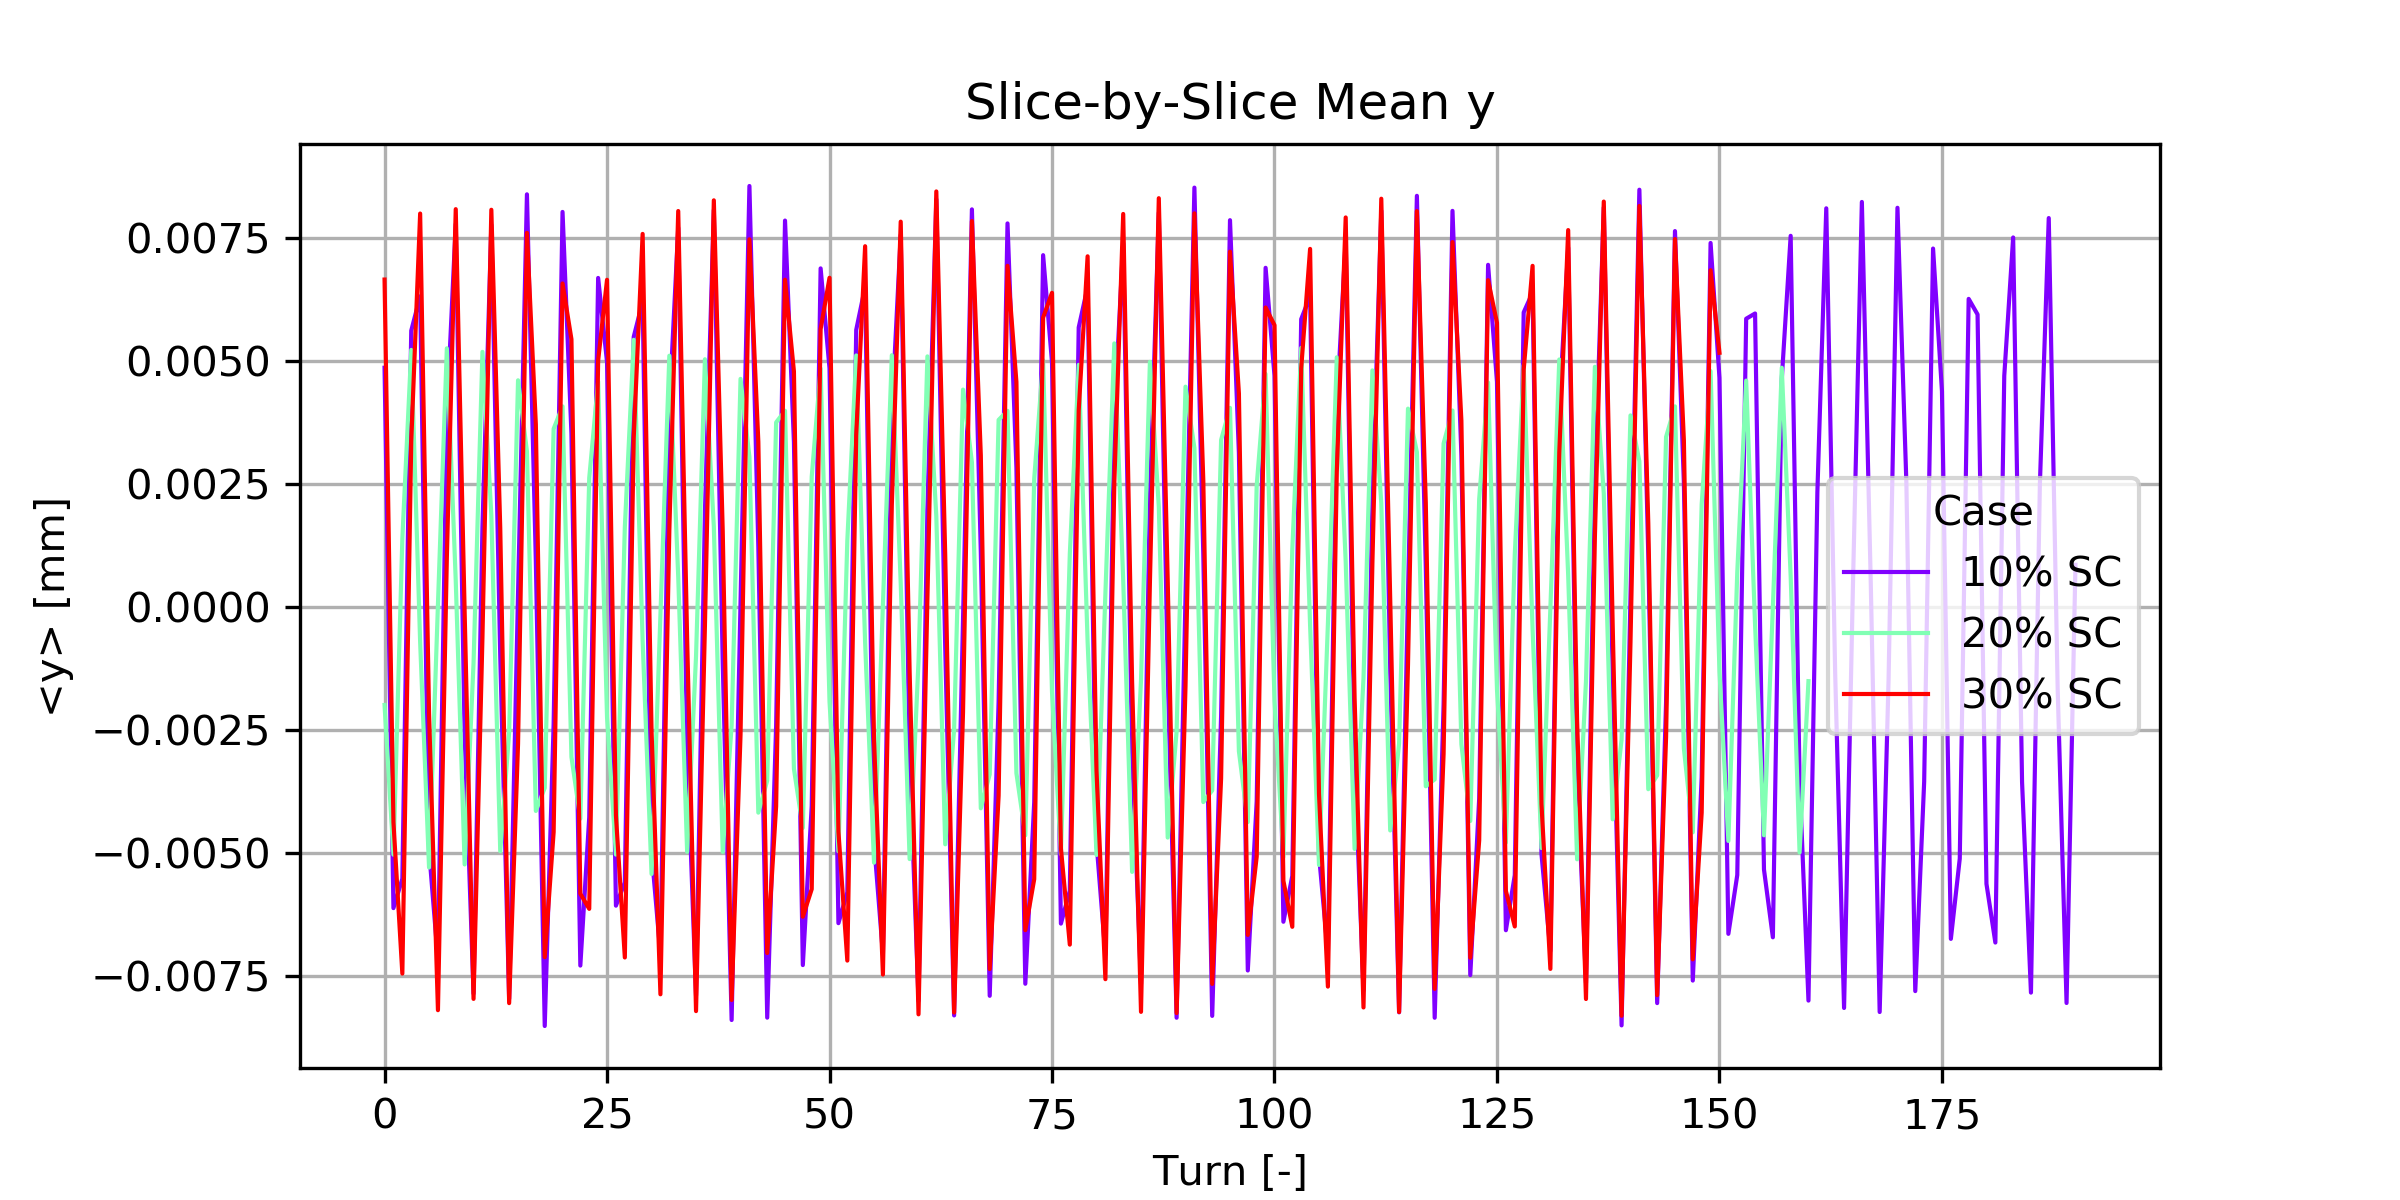 Slice-by-Slice Mean y
<y> [mm]
0.0075
0.0050
0.0025
0.0000
−0.0025
−0.0050
−0.0075
0 25 50 75 100 125 150 175
Turn [-]
Case
10% SC
20% SC
30% SC